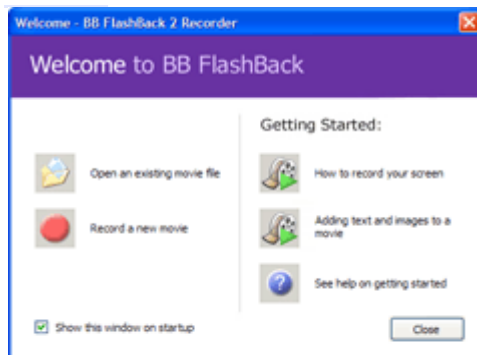 Welcome - BB FlashBack 2 Recorder
Welcome to BB FlashBack
Open an existing movie file
Record a new movie
Getting Started:
How to record your screen
Adding text and images to a
movie
See help on getting started
Show this window on startup
Close